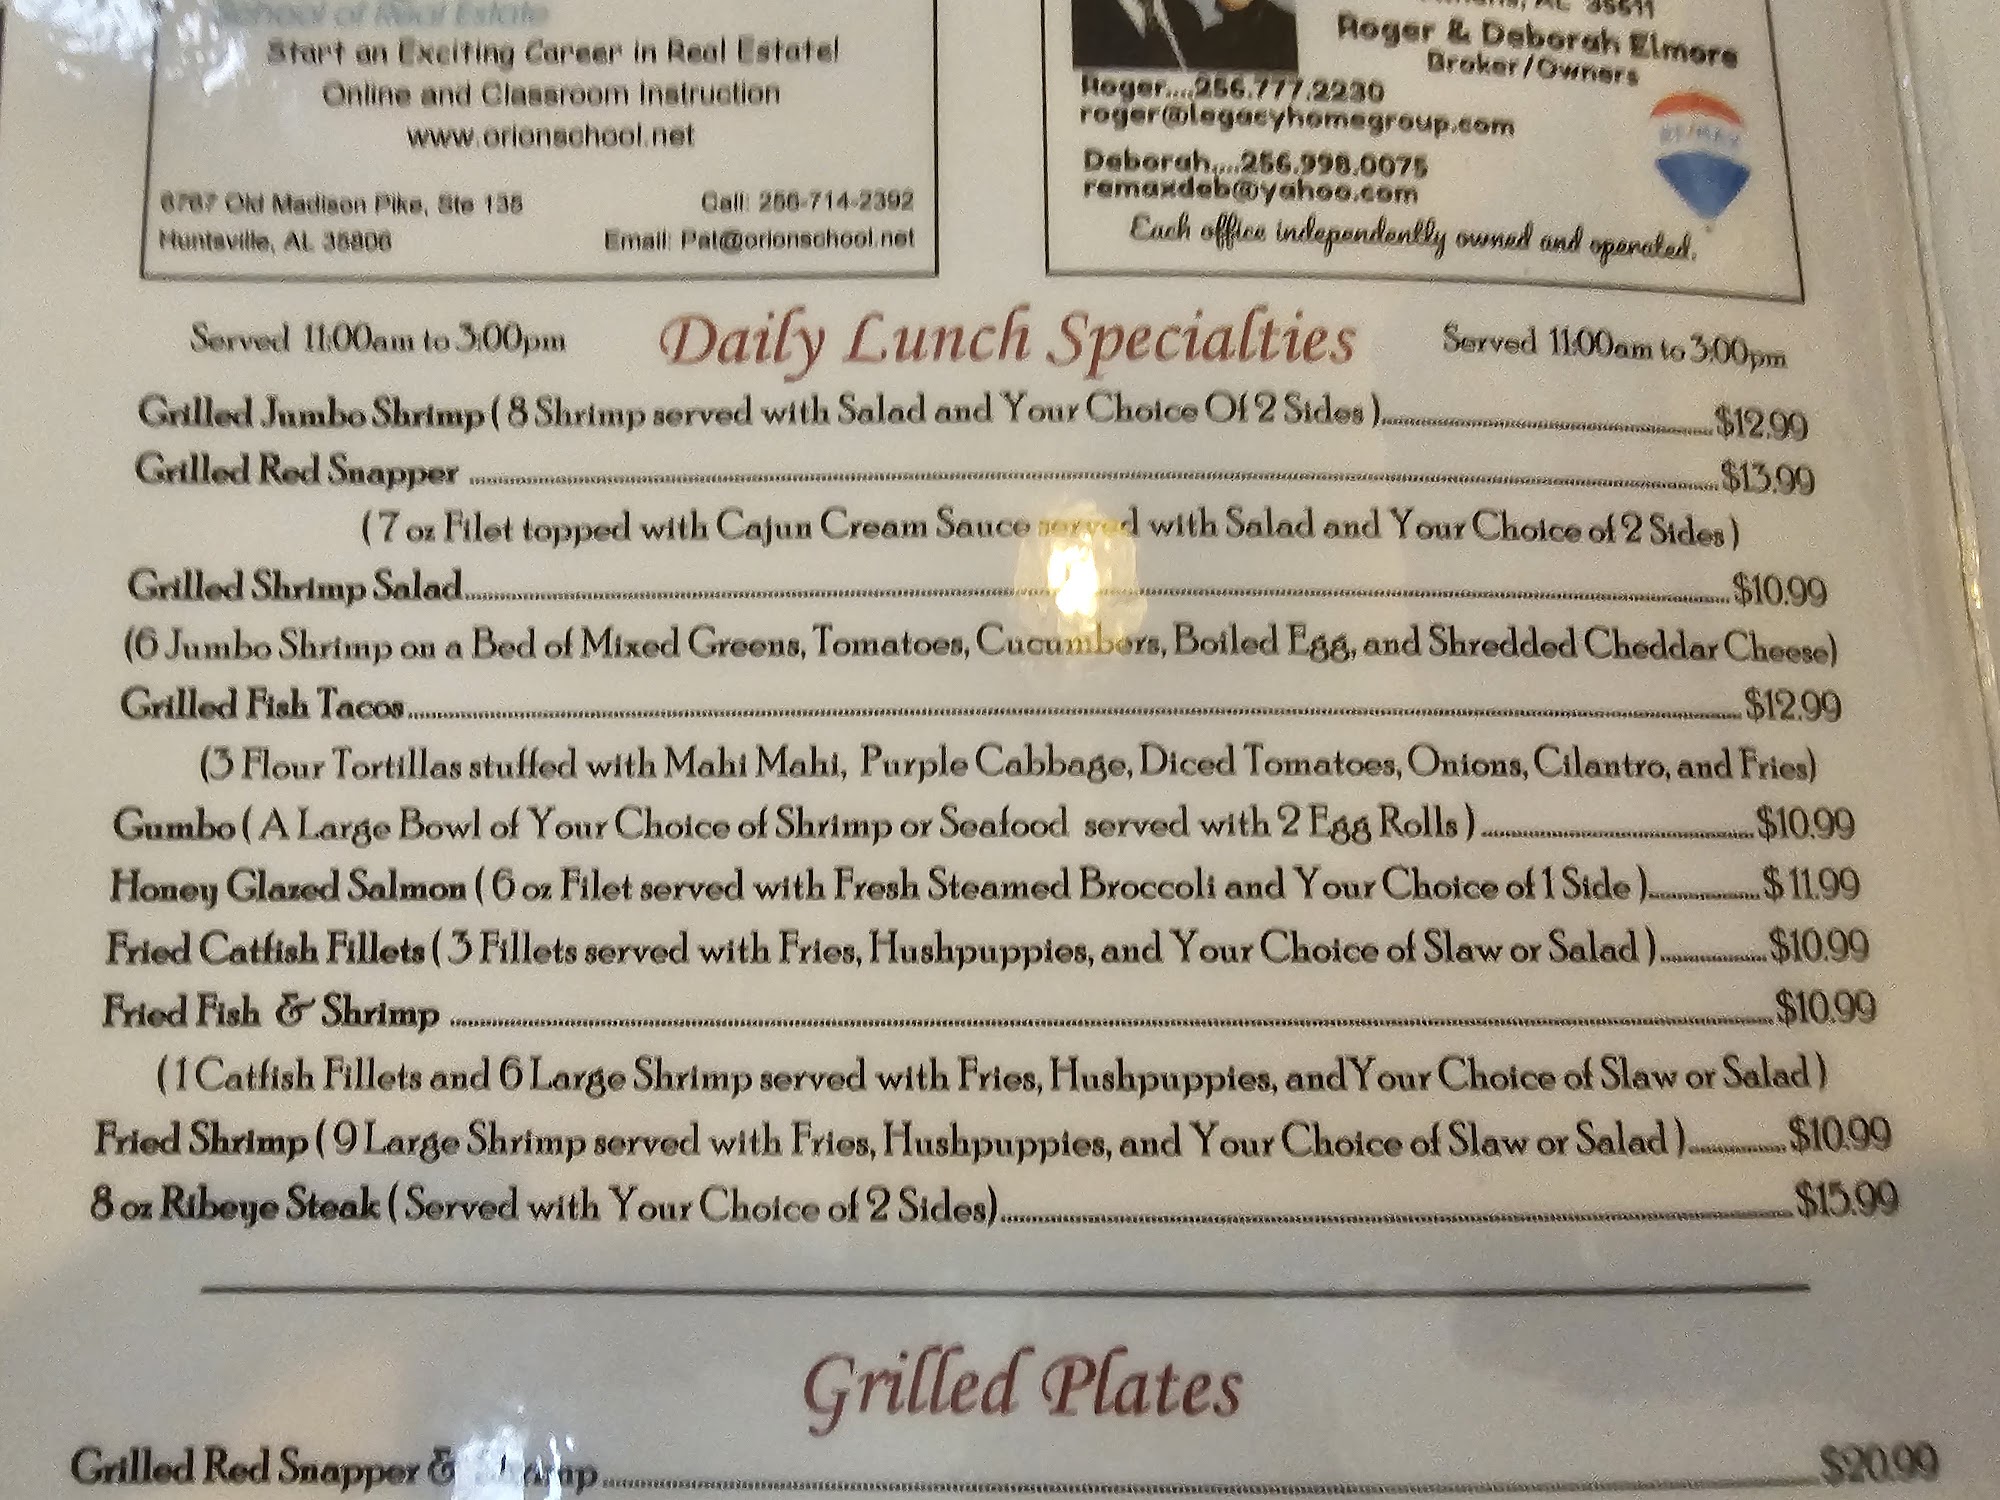 School of Real Estate
Start an Exciting Career in Real Estate!
Online and Classroom Instruction
www.orionschool.net
6767 Old Madison Pike, Ste 135
Call: 256-714-2392
Huntsville, AL 35806
Email: Pat@orionschool.net
AL 35611
Roger & Deborah Elmore
Broker/Owners
Roger....256.777.2230
roger@legacyhomegroup.com
Deborah....256.998.0075
remaxdeb@yahoo.com
RE/MAX
Each office independently owned and operated.
Served 11:00am to 3:00pm
Daily Lunch Specialties
Served 11:00am to 3:00pm
Grilled Jumbo Shrimp ( 8 Shrimp served with Salad and Your Choice Of 2 Sides )..........$12.99
Grilled Red Snapper ..........$13.99
( 7 oz Filet topped with Cajun Cream Sauce served with Salad and Your Choice of 2 Sides )
Grilled Shrimp Salad..........$10.99
(6 Jumbo Shrimp on a Bed of Mixed Greens, Tomatoes, Cucumbers, Boiled Egg, and Shredded Cheddar Cheese)
Grilled Fish Tacos..........$12.99
(3 Flour Tortillas stuffed with Mahi Mahi, Purple Cabbage, Diced Tomatoes, Onions, Cilantro, and Fries)
Gumbo ( A Large Bowl of Your Choice of Shrimp or Seafood served with 2 Egg Rolls )..........$10.99
Honey Glazed Salmon ( 6 oz Filet served with Fresh Steamed Broccoli and Your Choice of 1 Side )..........$ 11.99
Fried Catfish Fillets ( 3 Fillets served with Fries, Hushpuppies, and Your Choice of Slaw or Salad )..........$10.99
Fried Fish & Shrimp ..........$10.99
( 1 Catfish Fillets and 6 Large Shrimp served with Fries, Hushpuppies, and Your Choice of Slaw or Salad )
Fried Shrimp ( 9 Large Shrimp served with Fries, Hushpuppies, and Your Choice of Slaw or Salad )..........$10.99
8 oz Ribeye Steak ( Served with Your Choice of 2 Sides)..........$15.99
Grilled Plates
Grilled Red Snapper & Shrimp..........$20.99